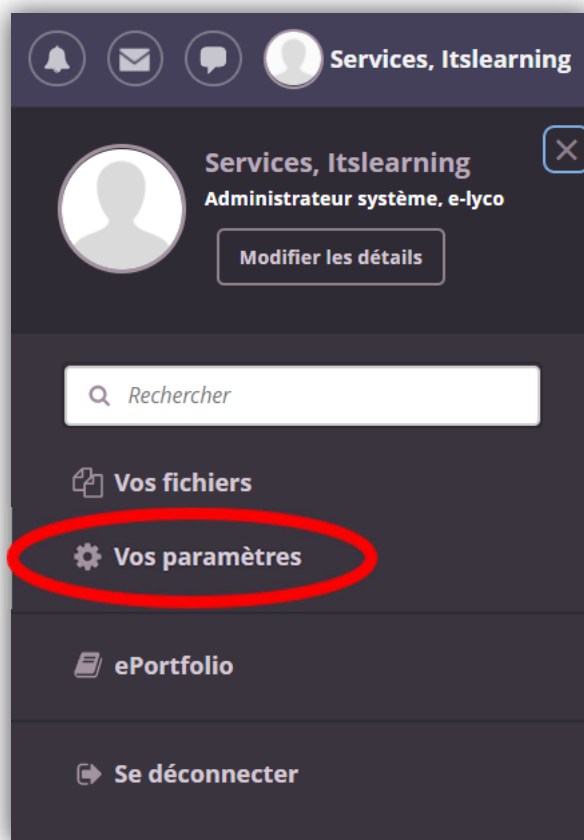 Services, Itslearning
Services, Itslearning
Administrateur système, e-lyco
Modifier les détails
Rechercher
Vos fichiers
Vos paramètres
ePortfolio
Se déconnecter